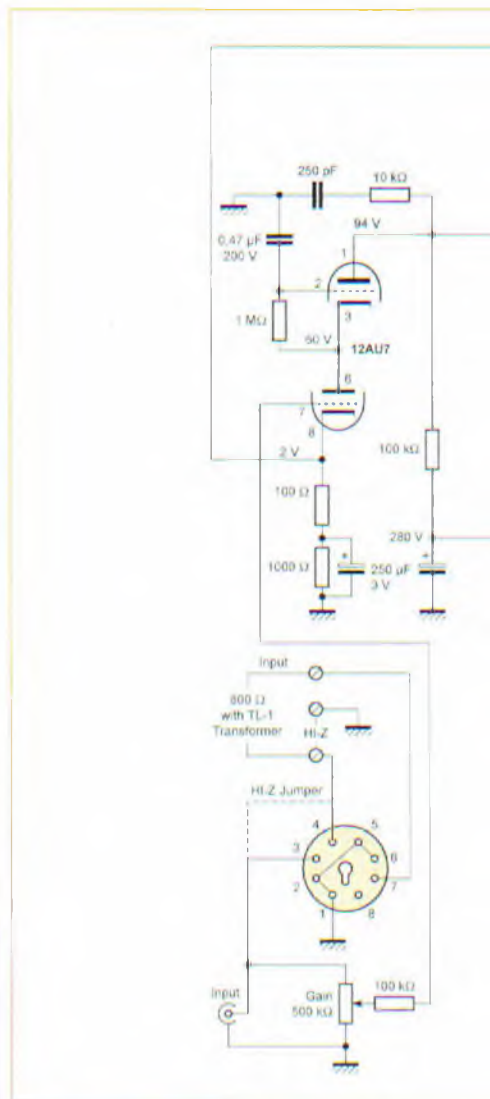 250 pF
10 kΩ
94 V
0,47 µF
200 V
1
2
3
1 MΩ
60 V
12AU7
6
7
8
2 V
100 Ω
100 kΩ
280 V
1000 Ω
+
250 µF
3 V
+
Input
600 Ω
with TL-1
Transformer
HI-Z
HI-Z Jumper
4
5
3
6
2
7
1
8
Input
Gain
500 kΩ
100 kΩ